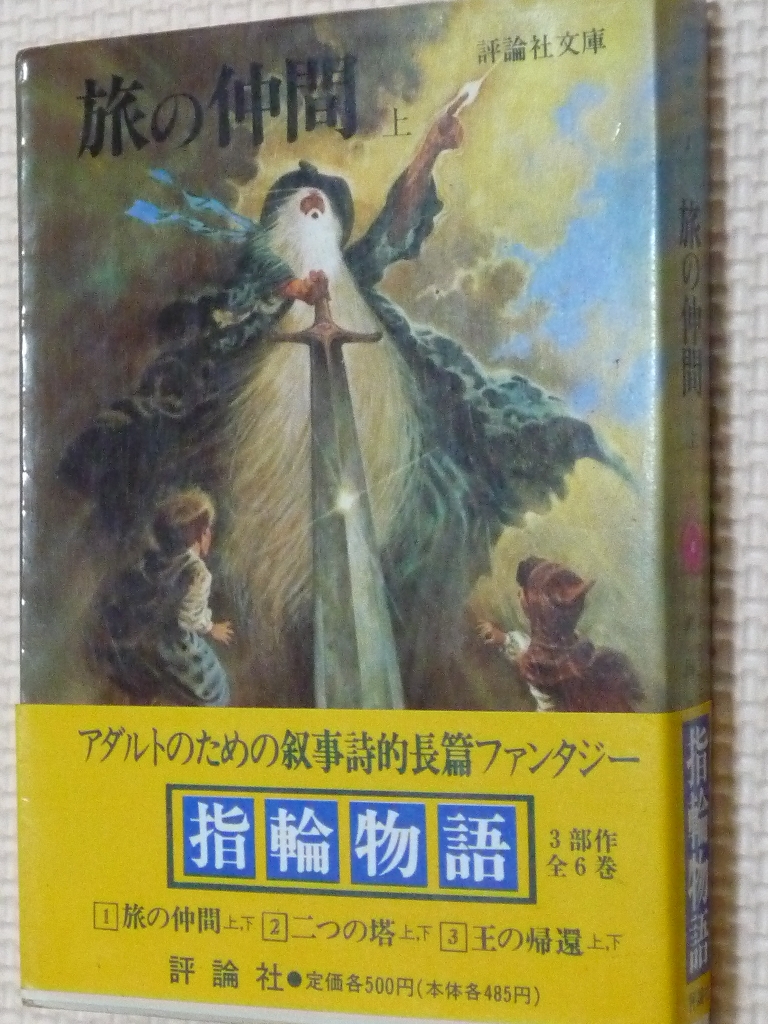 評論社文庫
旅の仲間 上
アダルトのための叙事詩的長篇ファンタジー
指輪物語
3部作
全6巻
1 旅の仲間 上,下 2 二つの塔 上,下 3 王の帰還 上,下
評論社●定価各500円(本体各485円)
旅の仲間 上
指輪物語